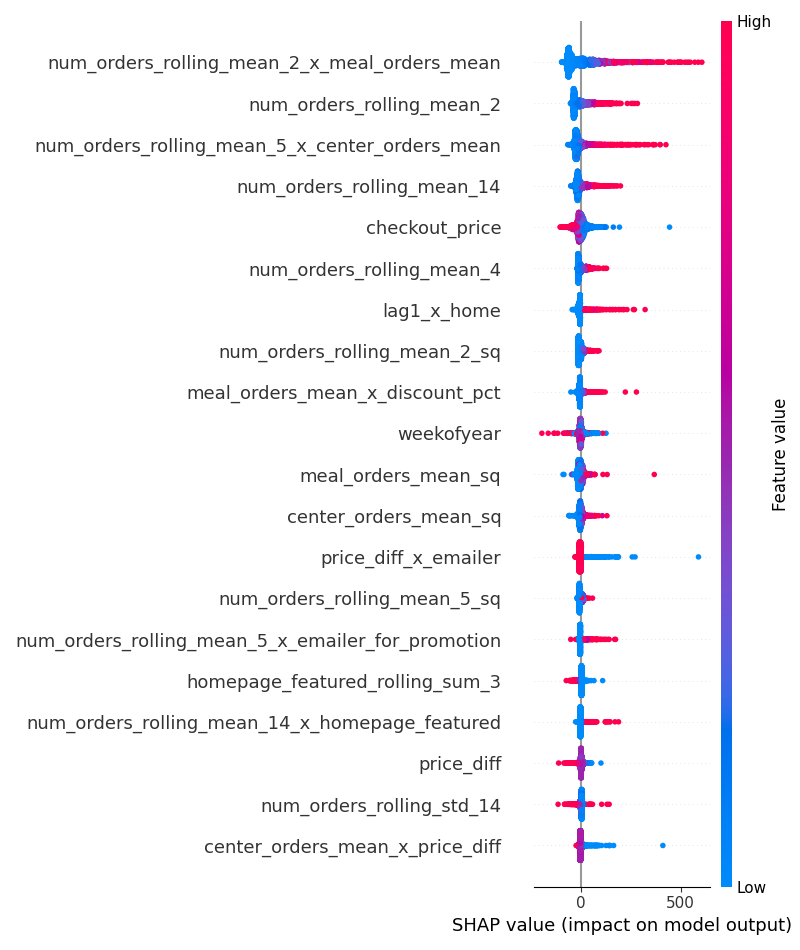 High
num_orders_rolling_mean_2_x_meal_orders_mean
num_orders_rolling_mean_2
num_orders_rolling_mean_5_x_center_orders_mean
num_orders_rolling_mean_14
checkout_price
num_orders_rolling_mean_4
lag1_x_home
num_orders_rolling_mean_2_sq
meal_orders_mean_x_discount_pct
weekofyear
meal_orders_mean_sq
center_orders_mean_sq
price_diff_x_emailer
num_orders_rolling_mean_5_sq
num_orders_rolling_mean_5_x_emailer_for_promotion
homepage_featured_rolling_sum_3
num_orders_rolling_mean_14_x_homepage_featured
price_diff
num_orders_rolling_std_14
center_orders_mean_x_price_diff
Feature value
Low
0 500
SHAP value (impact on model output)